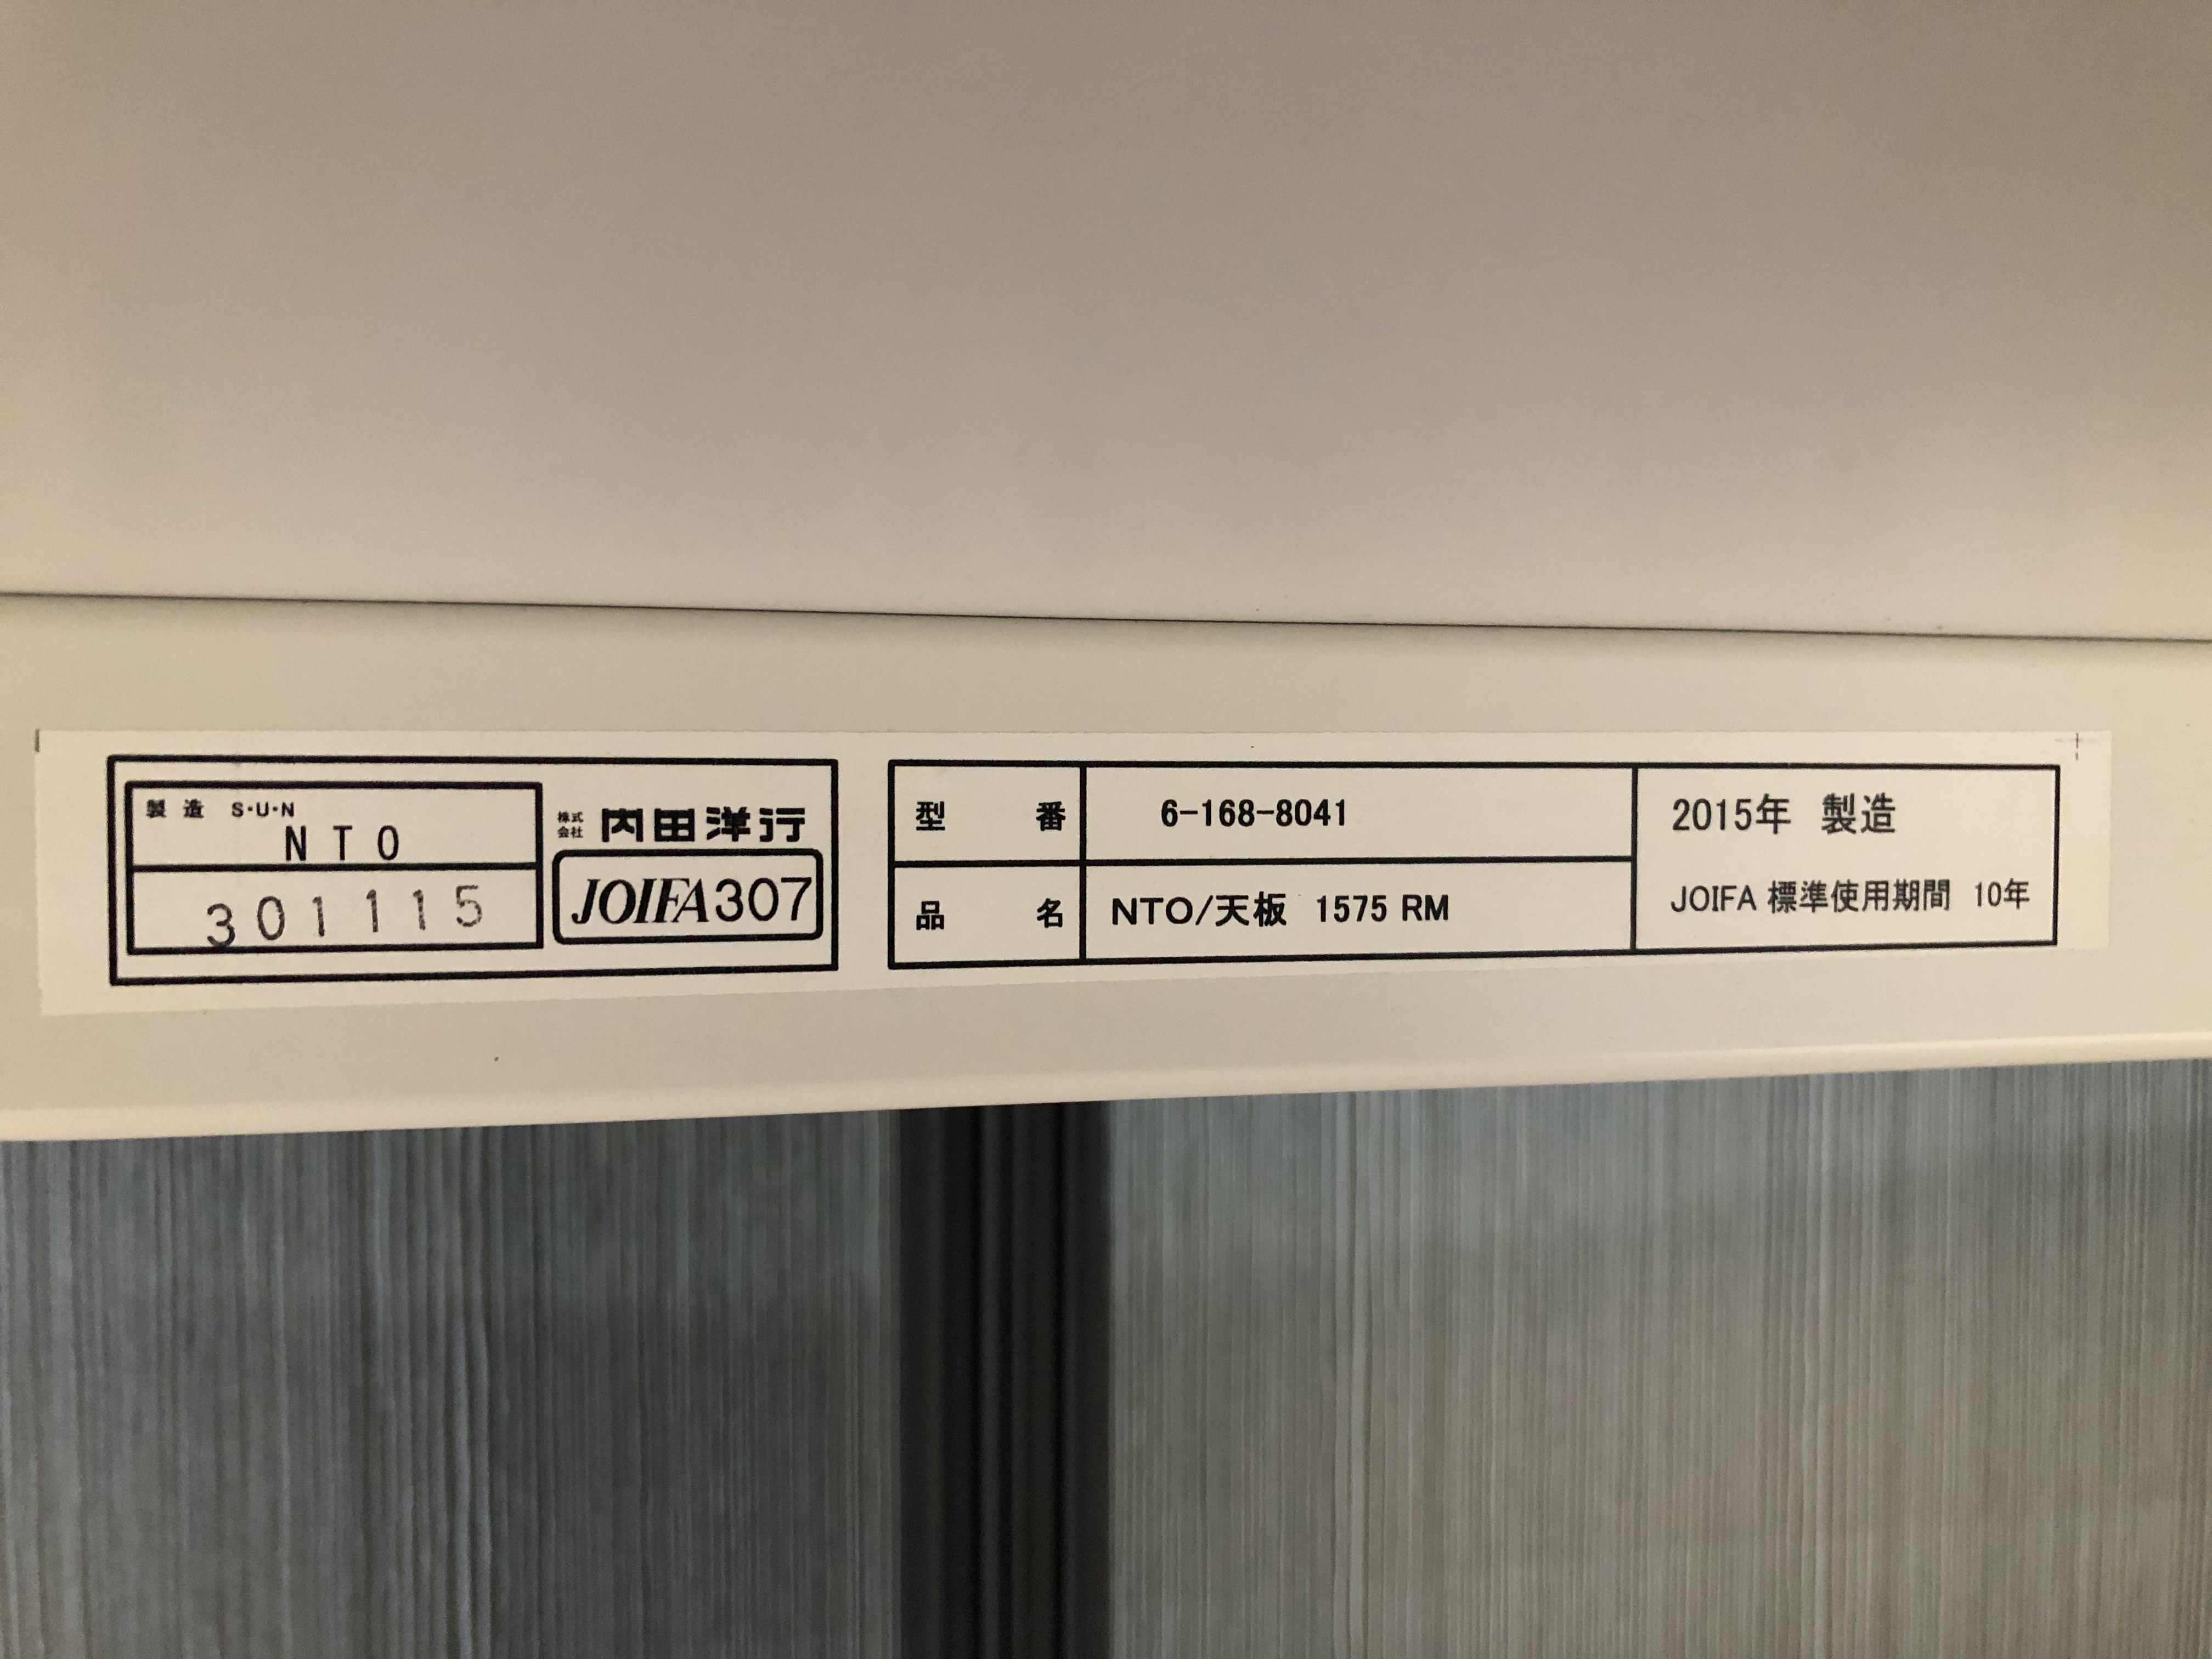 製造 S・U・N
NTO
301115
株式会社 内田洋行
JOIFA307
型番 6-168-8041
品名 NTO/天板 1575 RM
2015年 製造
JOIFA 標準使用期間 10年